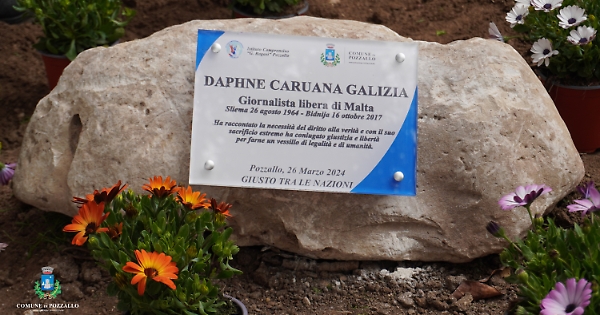 Istituto Comprensivo
"G. Rogasi" Pozzallo
COMUNE DI
POZZALLO
DAPHNE CARUANA GALIZIA
Giornalista libera di Malta
Sliema 26 agosto 1964 - Bidnija 16 ottobre 2017
Ha raccontato la necessità del diritto alla verità e con il suo
sacrificio estremo ha coniugato giustizia e libertà
per farne un vessillo di legalità e di umanità.
Pozzallo, 26 Marzo 2024
GIUSTO TRA LE NAZIONI
COMUNE DI POZZALLO